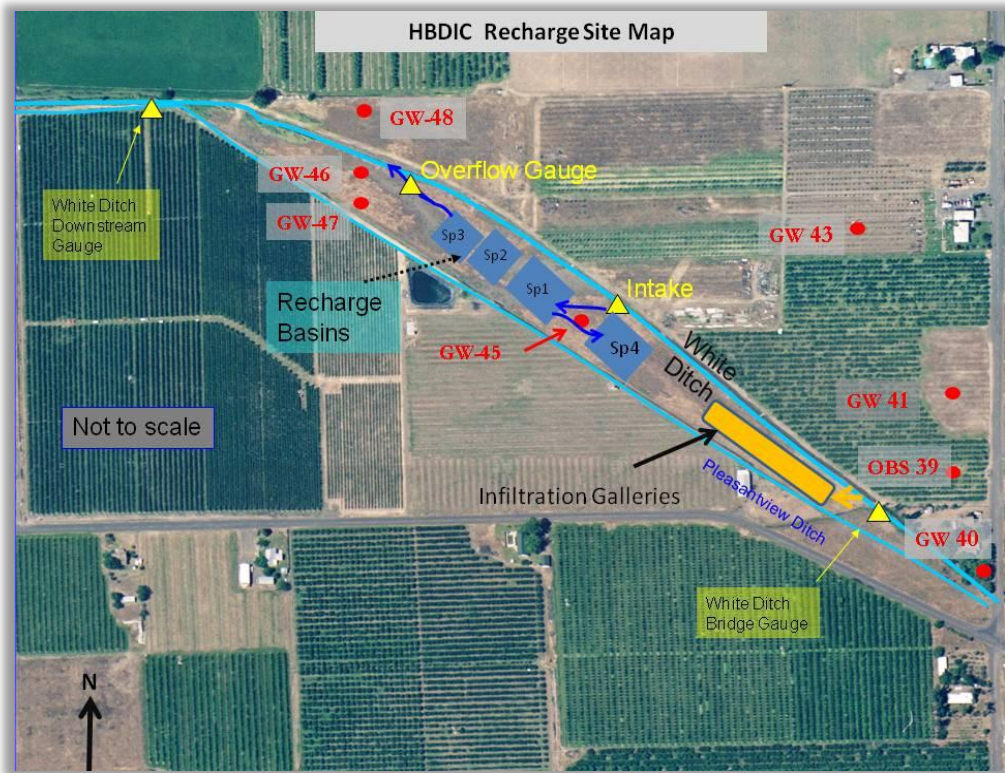 HBDIC Recharge Site Map
GW-48
GW-46
Overflow Gauge
GW-47
White Ditch
Downstream
Gauge
Sp3
Sp2
GW 43
Sp1
Intake
Recharge
Basins
GW-45
Sp4
White
Ditch
GW 41
Not to scale
OBS 39
Infiltration Galleries
Pleasantview Ditch
GW 40
White Ditch
Bridge Gauge
N